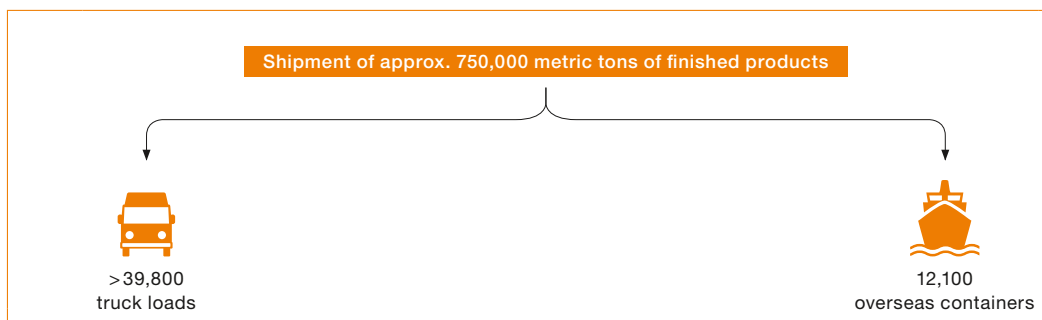 Shipment of approx. 750,000 metric tons of finished products
>39,800
truck loads
12,100
overseas containers